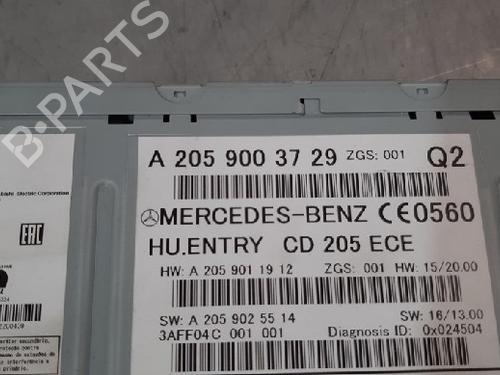 B-PARTS
A 205 900 37 29 ZGS: 001 Q2
MERCEDES-BENZ CE0560
HU.ENTRY CD 205 ECE
HW: A 205 901 19 12 ZGS: 001 HW: 15/20.00
SW: A 205 902 55 14 SW: 16/13.00
3AFF04C 001 001 Diagnosis ID: 0x024504
Electric Corporation
EAC